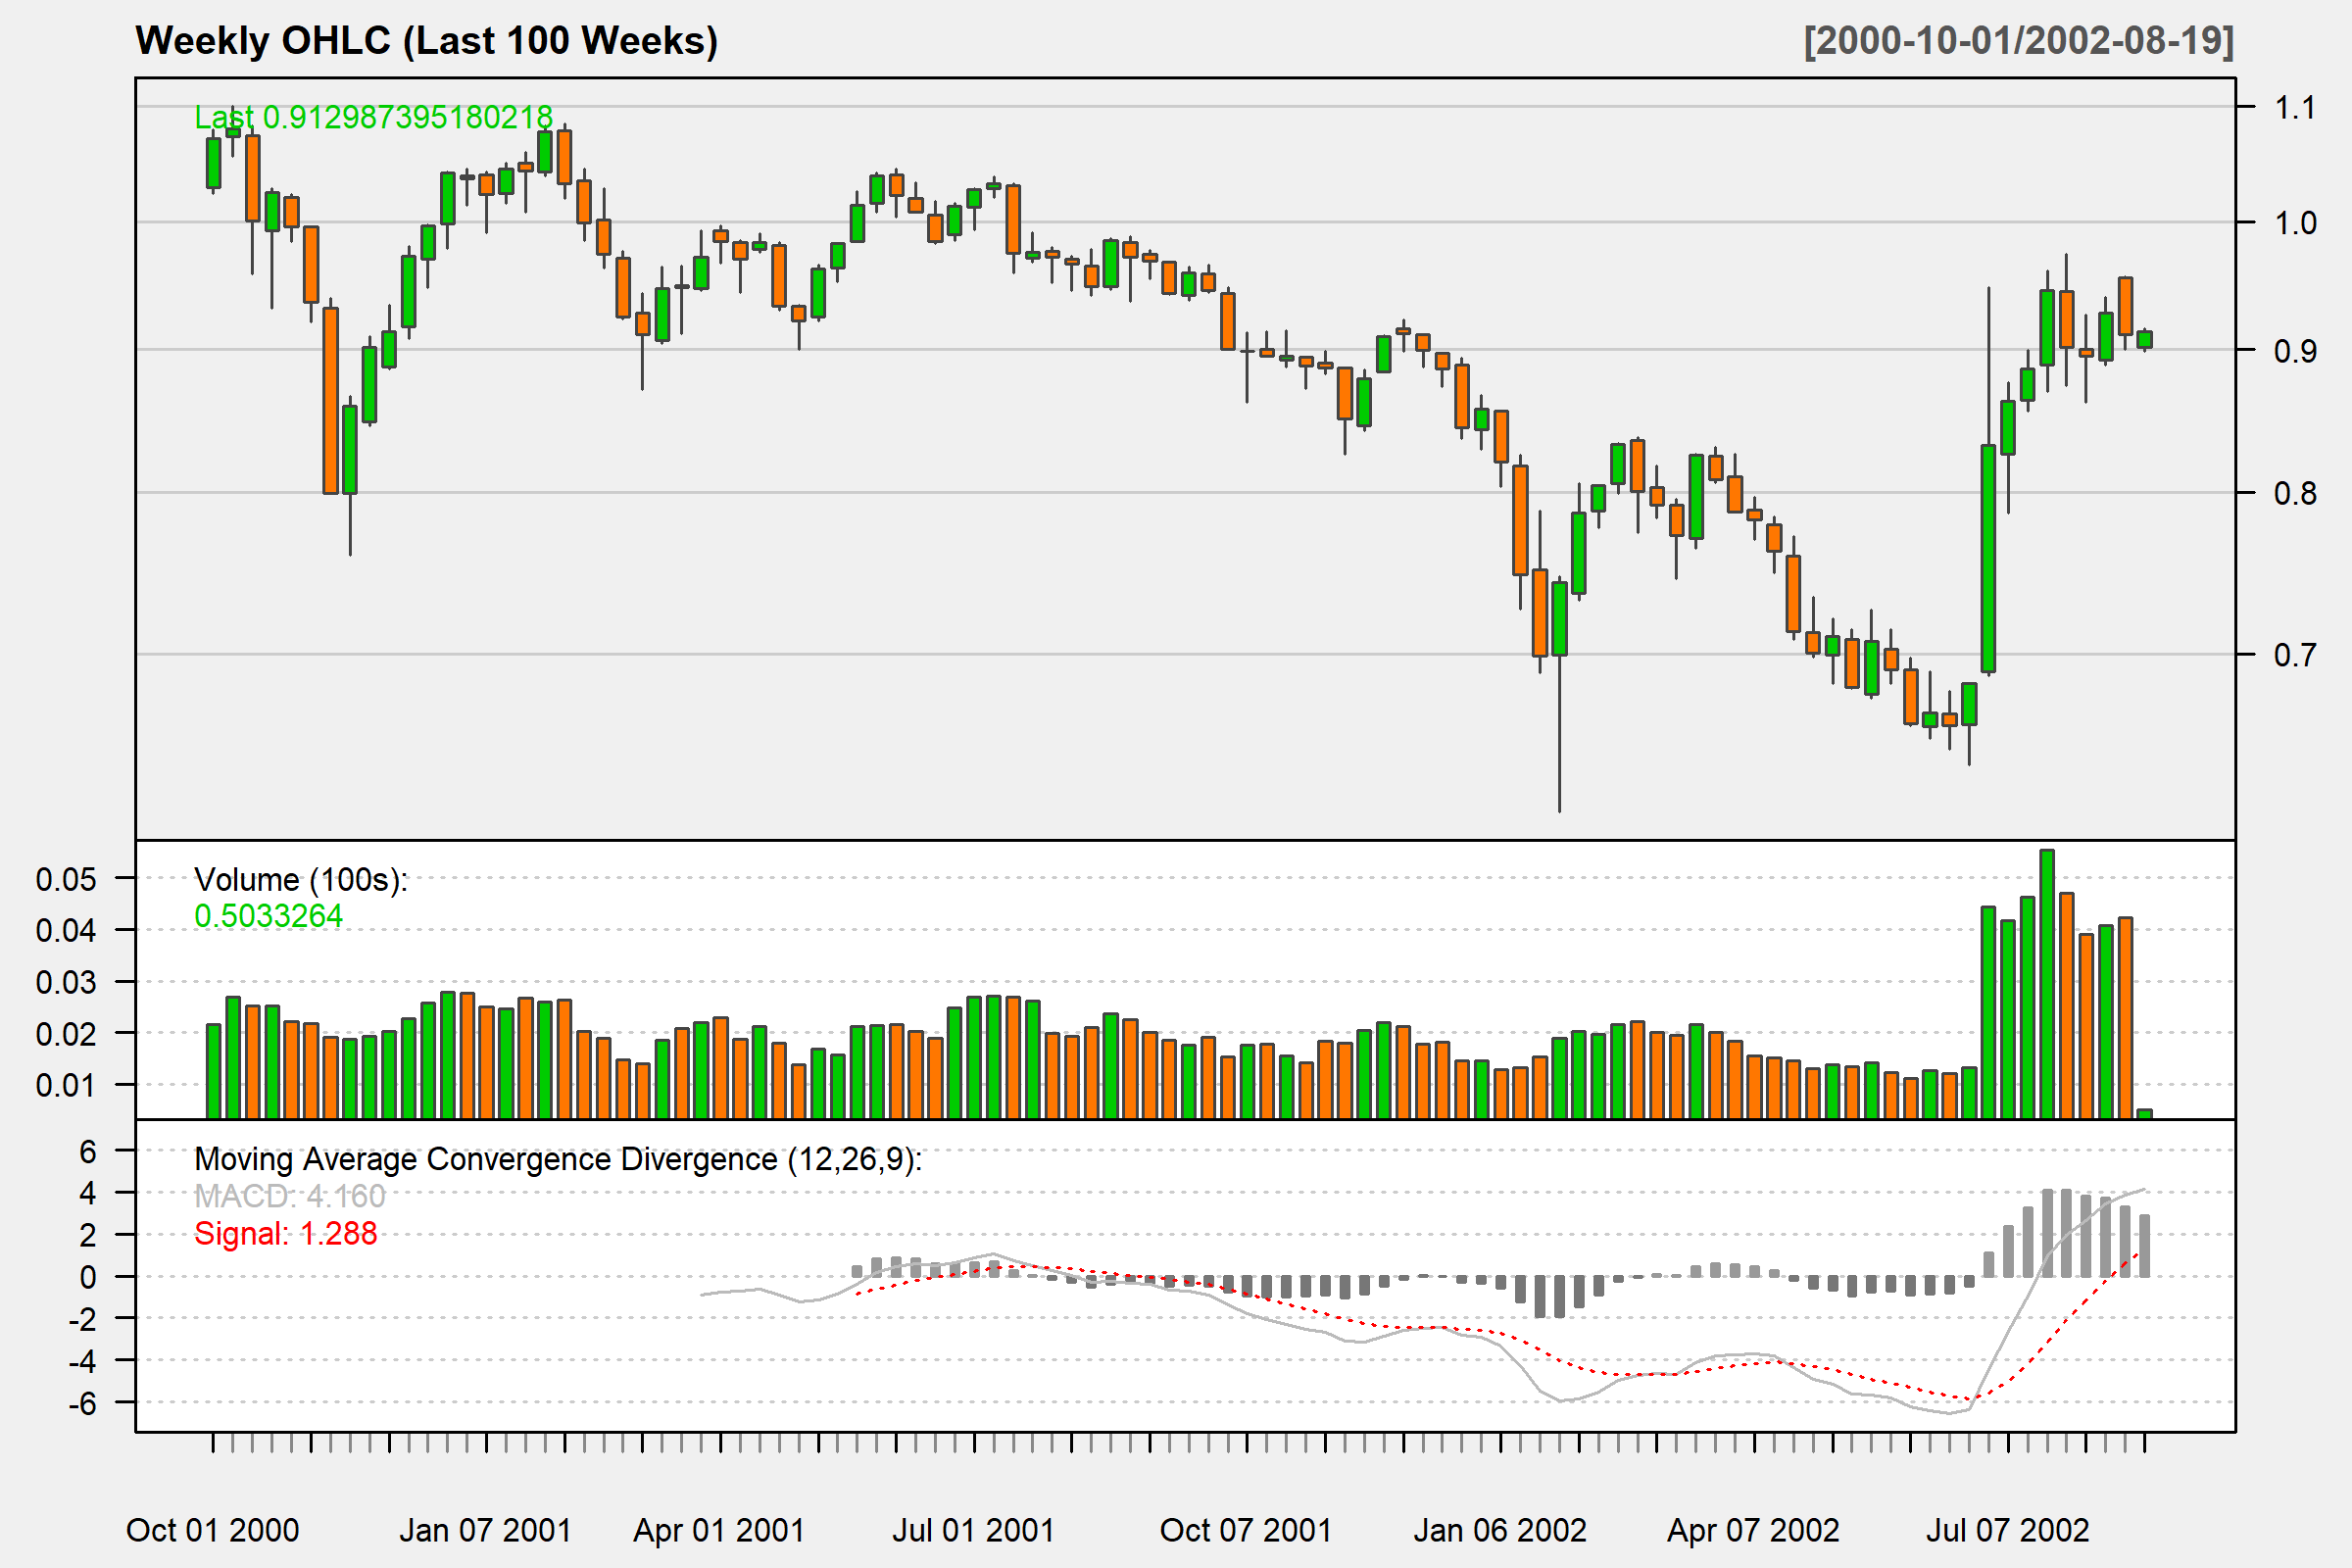 Weekly OHLC (Last 100 Weeks) [2000-10-01/2002-08-19]
Last 0.912987395180218
1.1
1.0
0.9
0.8
0.7
Volume (100s):
0.5033264
0.05
0.04
0.03
0.02
0.01
Moving Average Convergence Divergence (12,26,9):
MACD: 4.160
Signal: 1.288
6
4
2
0
-2
-4
-6
Oct 01 2000 Jan 07 2001 Apr 01 2001 Jul 01 2001 Oct 07 2001 Jan 06 2002 Apr 07 2002 Jul 07 2002